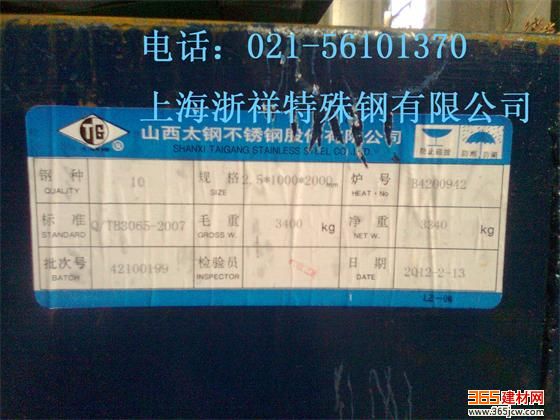 电话：021-56101370
上海浙祥特殊钢有限公司
TG
山西太钢不锈钢股份有限公司
SHANXI TAIGANG STAINLESS STEEL CO.,LTD
钢种 10 规格 2.5*1000*2000mm 炉号 B4200942
QUALITY SIZE HEAT·No
标准 Q/TB3065-2007 毛重 3400 kg 净重 3340 kg
STANDARD GROSS W. NET W.
批次号 42100199 检验员 日期 2012-2-13
BATCH INSPECTOR DATE
365建材网
www.365jcw.com